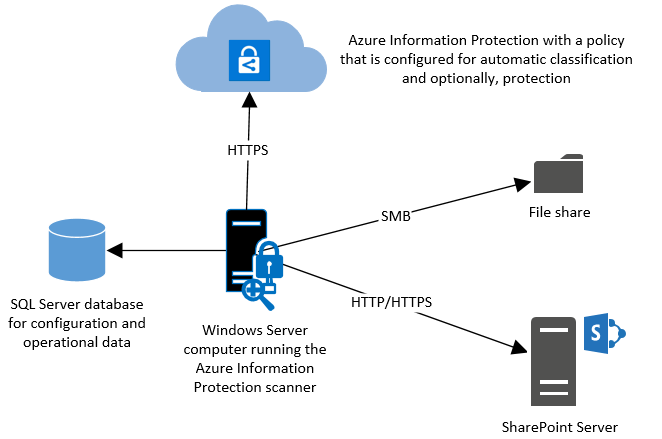 Azure Information Protection with a policy
that is configured for automatic classification
and optionally, protection
HTTPS
SMB
File share
HTTP/HTTPS
SQL Server database
for configuration and
operational data
Windows Server
computer running the
Azure Information
Protection scanner
S
SharePoint Server